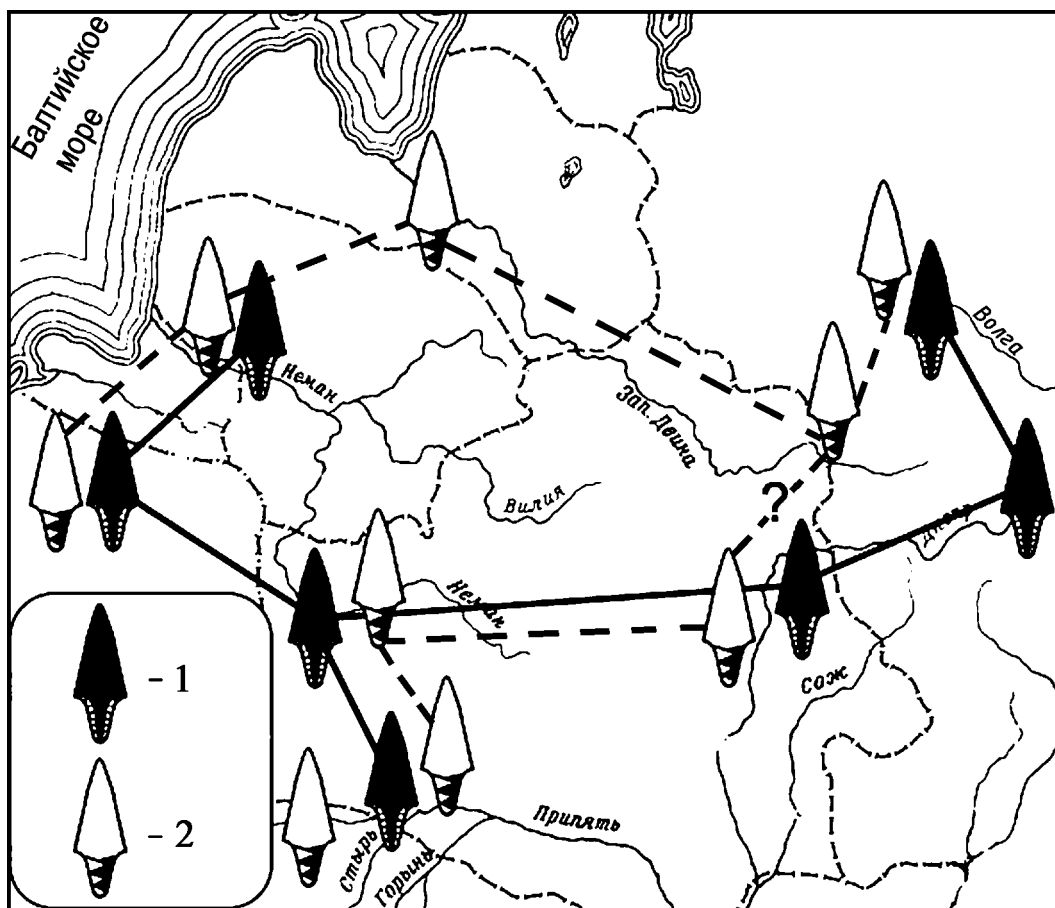 Балтийское
море
Волга
Неман
Зап. Двина
Вилия
?
Днепр
Неман
Сож
- 1
- 2
Припять
Стырь
Горынь